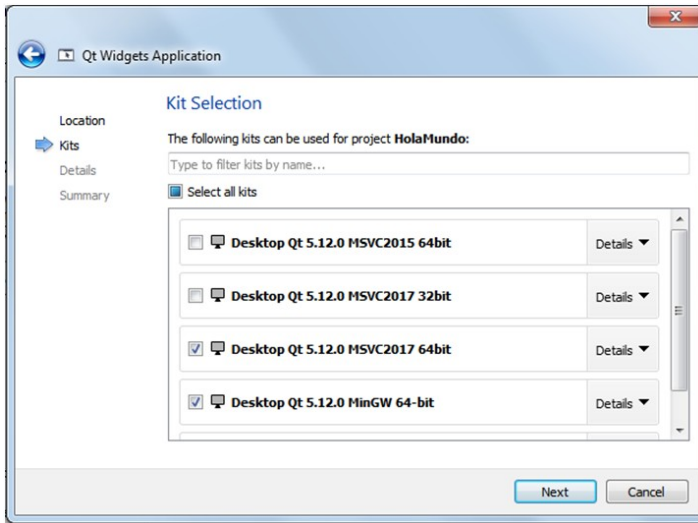 Qt Widgets Application
Kit Selection
Location
Kits
Details
Summary
The following kits can be used for project HolaMundo:
Type to filter kits by name...
Select all kits
Desktop Qt 5.12.0 MSVC2015 64bit Details
Desktop Qt 5.12.0 MSVC2017 32bit Details
Desktop Qt 5.12.0 MSVC2017 64bit Details
Desktop Qt 5.12.0 MinGW 64-bit Details
Next Cancel